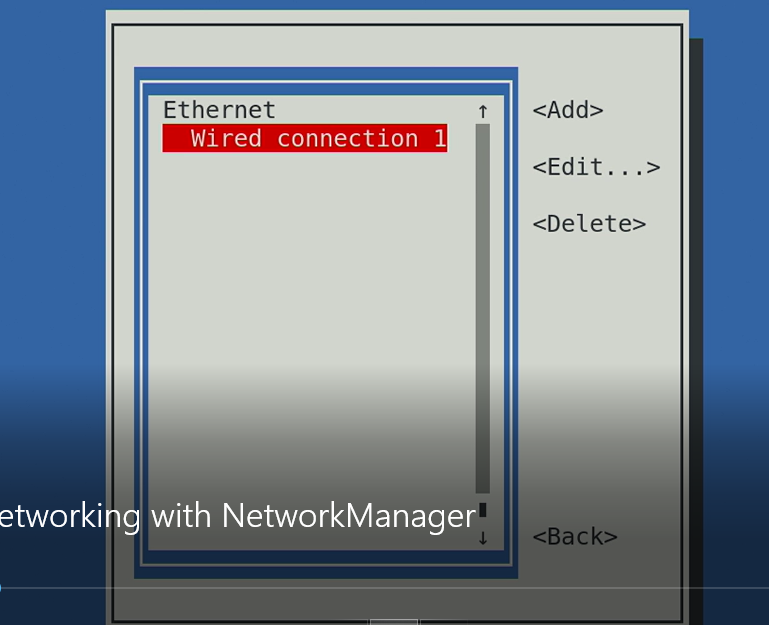 Ethernet ↑
Wired connection 1
<Add>
<Edit...>
<Delete>
etworking with NetworkManager
↓
<Back>